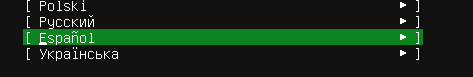 [ Polski ► ]
[ Русский ► ]
[ Español ► ]
[ Українська ► ]